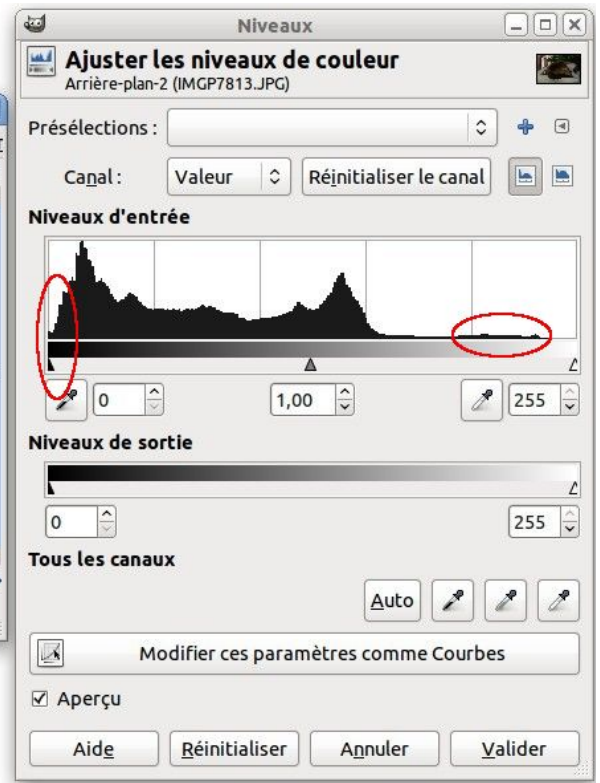 Niveaux
Ajuster les niveaux de couleur
Arrière-plan-2 (IMGP7813.JPG)
Présélections :
Canal : Valeur Réinitialiser le canal
Niveaux d'entrée
0 1,00 255
Niveaux de sortie
0 255
Tous les canaux
Auto
Modifier ces paramètres comme Courbes
Aperçu
Aide Réinitialiser Annuler Valider